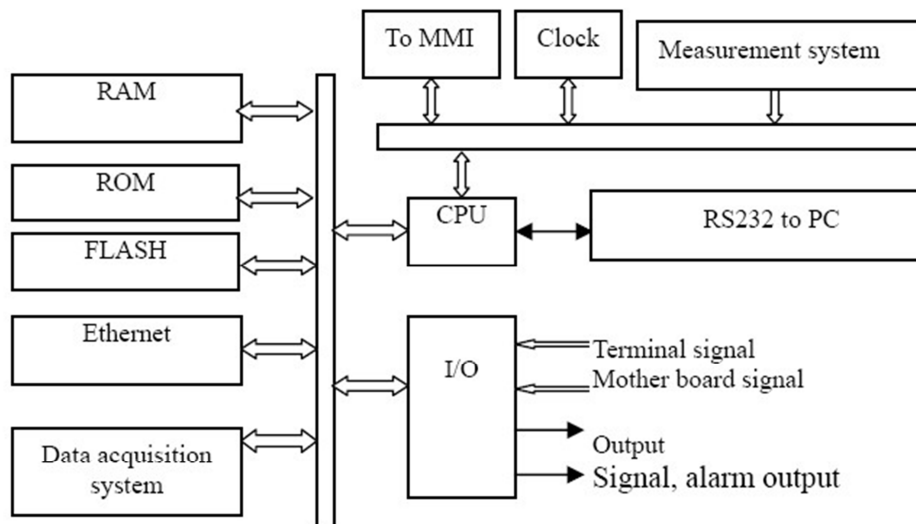 To MMI
Clock
Measurement system
RAM
ROM
CPU
RS232 to PC
FLASH
Ethernet
I/O
Terminal signal
Mother board signal
Output
Signal, alarm output
Data acquisition
system